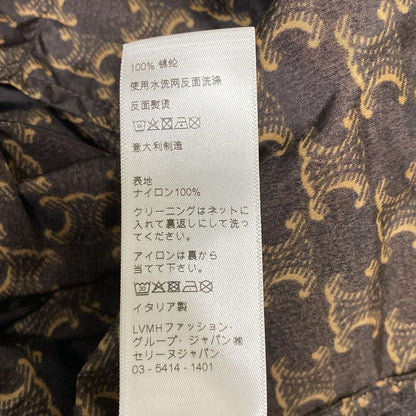 100% 锦纶
使用水洗网反面洗涤
反面熨烫
意大利制造
表地
ナイロン100%
クリーニングはネットに
入れて裏返しにして洗っ
てください。
アイロンは裏から
当てて下さい。
イタリア製
LVMHファッション・
グループ・ジャパン㈱
セリーヌジャパン
03 - 5414 - 1401